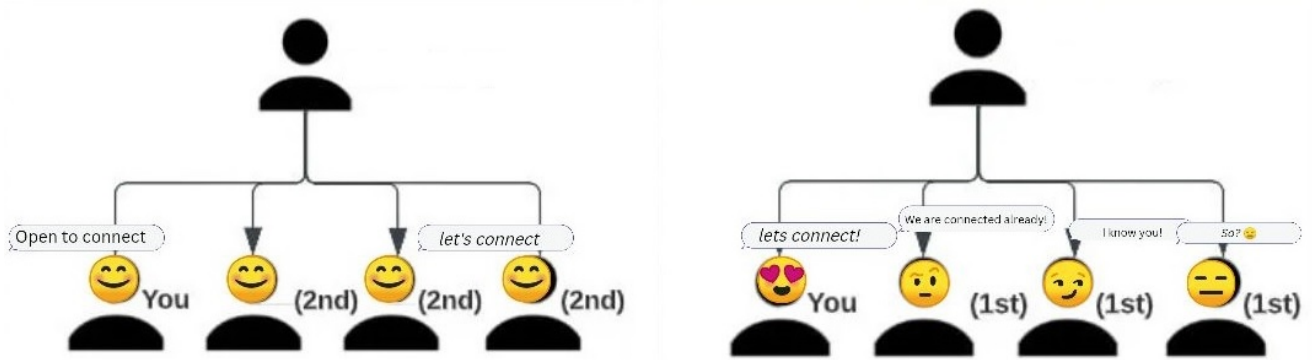 Open to connect
let's connect
You
(2nd)
(2nd)
(2nd)
lets connect!
We are connected already!
I know you!
So? 😑
You
(1st)
(1st)
(1st)